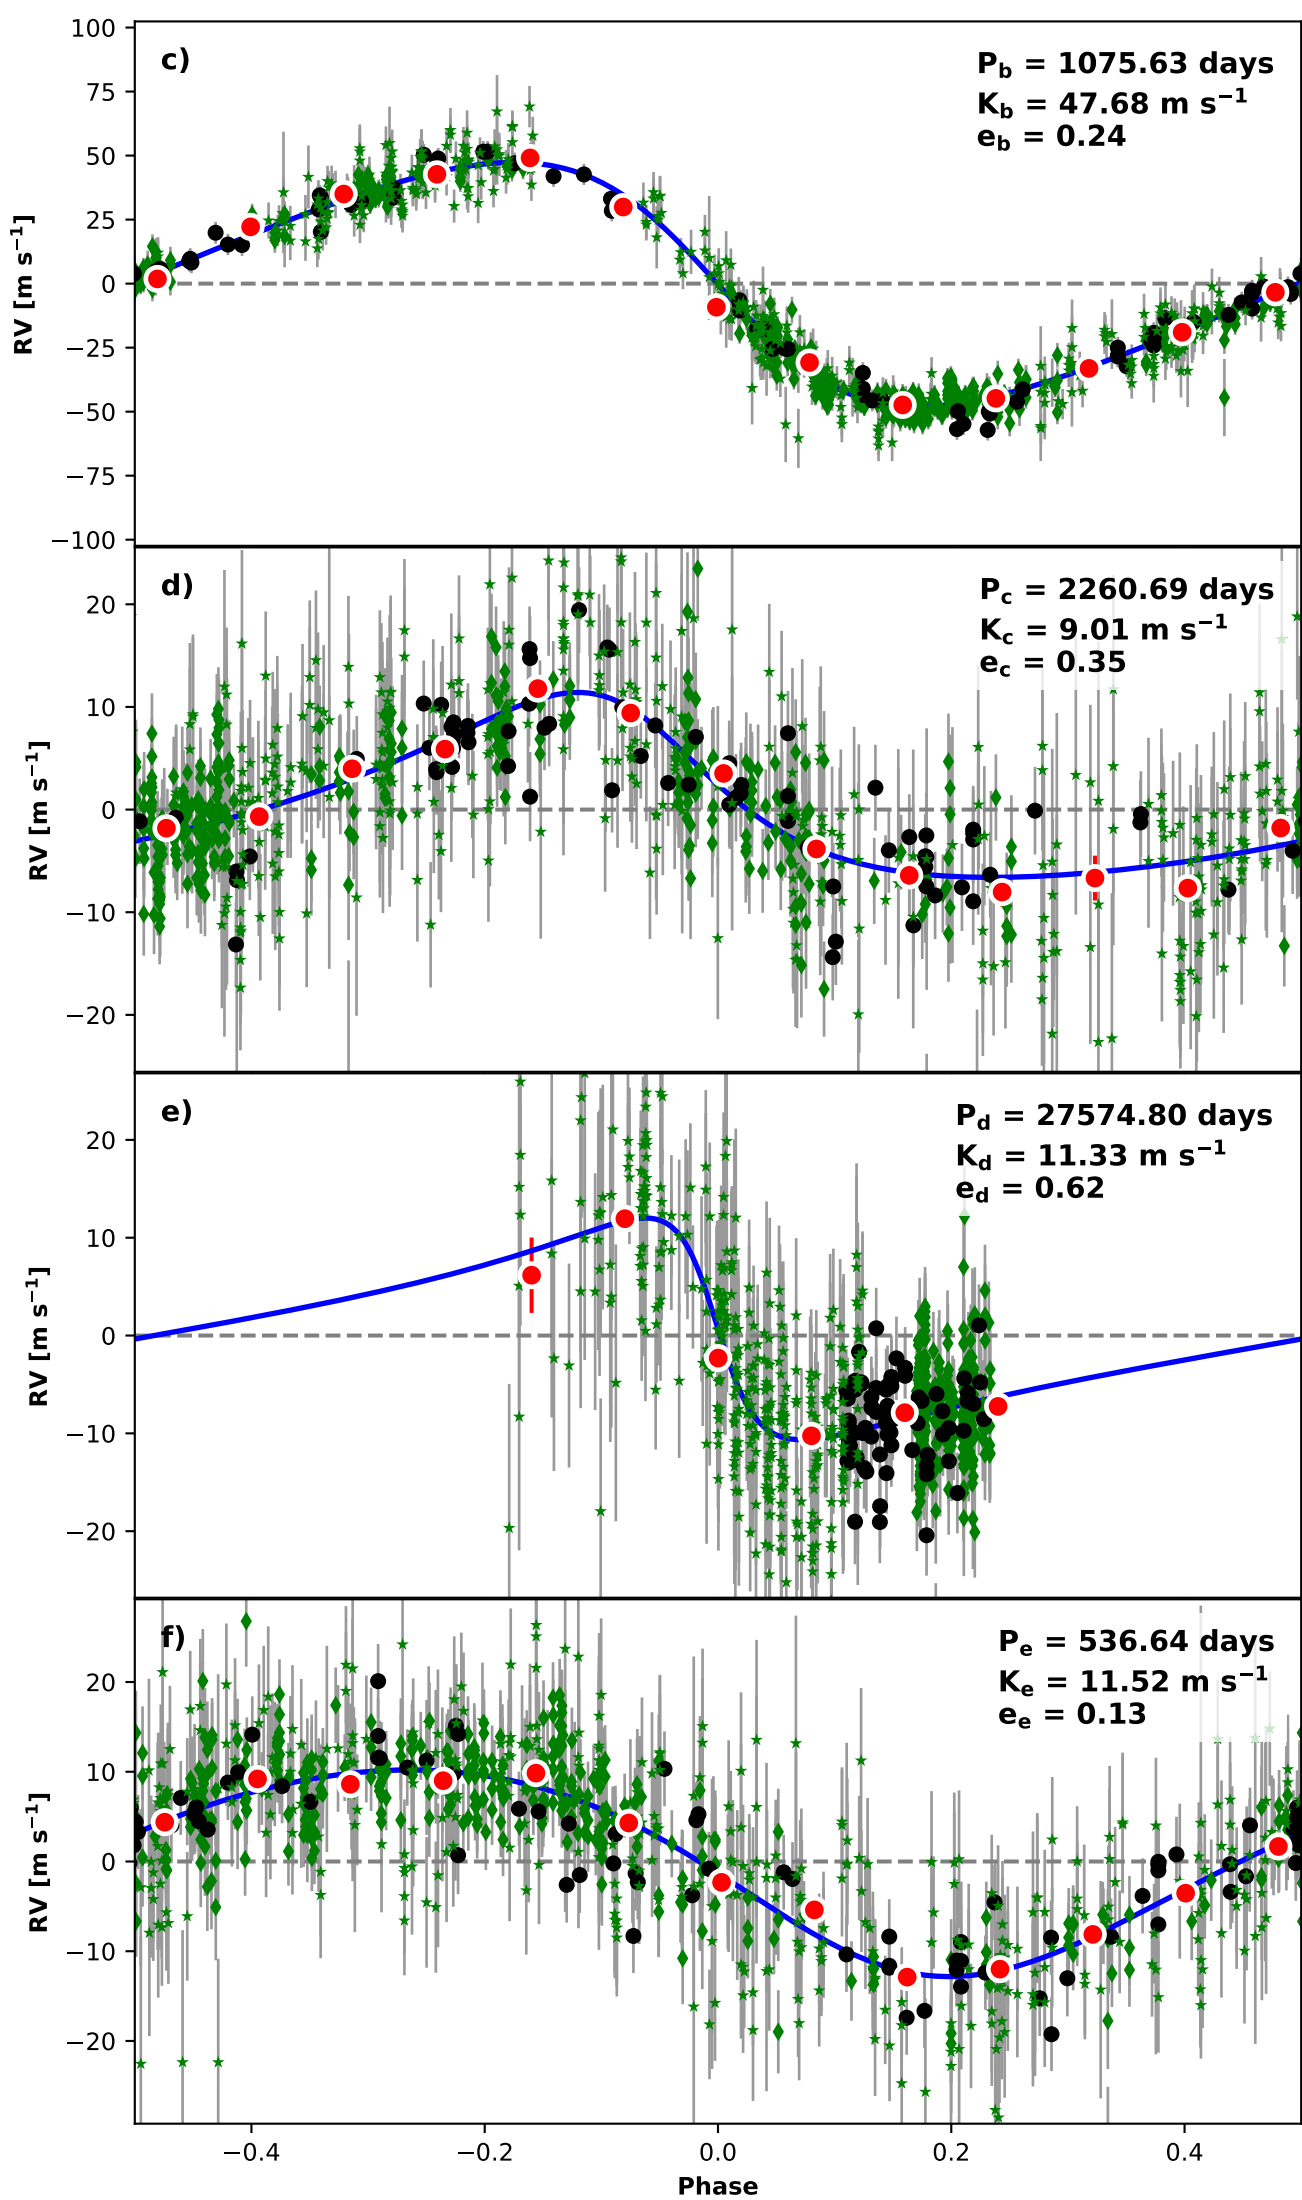 c)
P_b = 1075.63 days
K_b = 47.68 m s⁻¹
e_b = 0.24
100
75
50
25
0
−25
−50
−75
−100
RV [m s⁻¹]
d)
P_c = 2260.69 days
K_c = 9.01 m s⁻¹
e_c = 0.35
20
10
0
−10
−20
RV [m s⁻¹]
e)
P_d = 27574.80 days
K_d = 11.33 m s⁻¹
e_d = 0.62
20
10
0
−10
−20
RV [m s⁻¹]
f)
P_e = 536.64 days
K_e = 11.52 m s⁻¹
e_e = 0.13
20
10
0
−10
−20
RV [m s⁻¹]
−0.4 −0.2 0.0 0.2 0.4
Phase